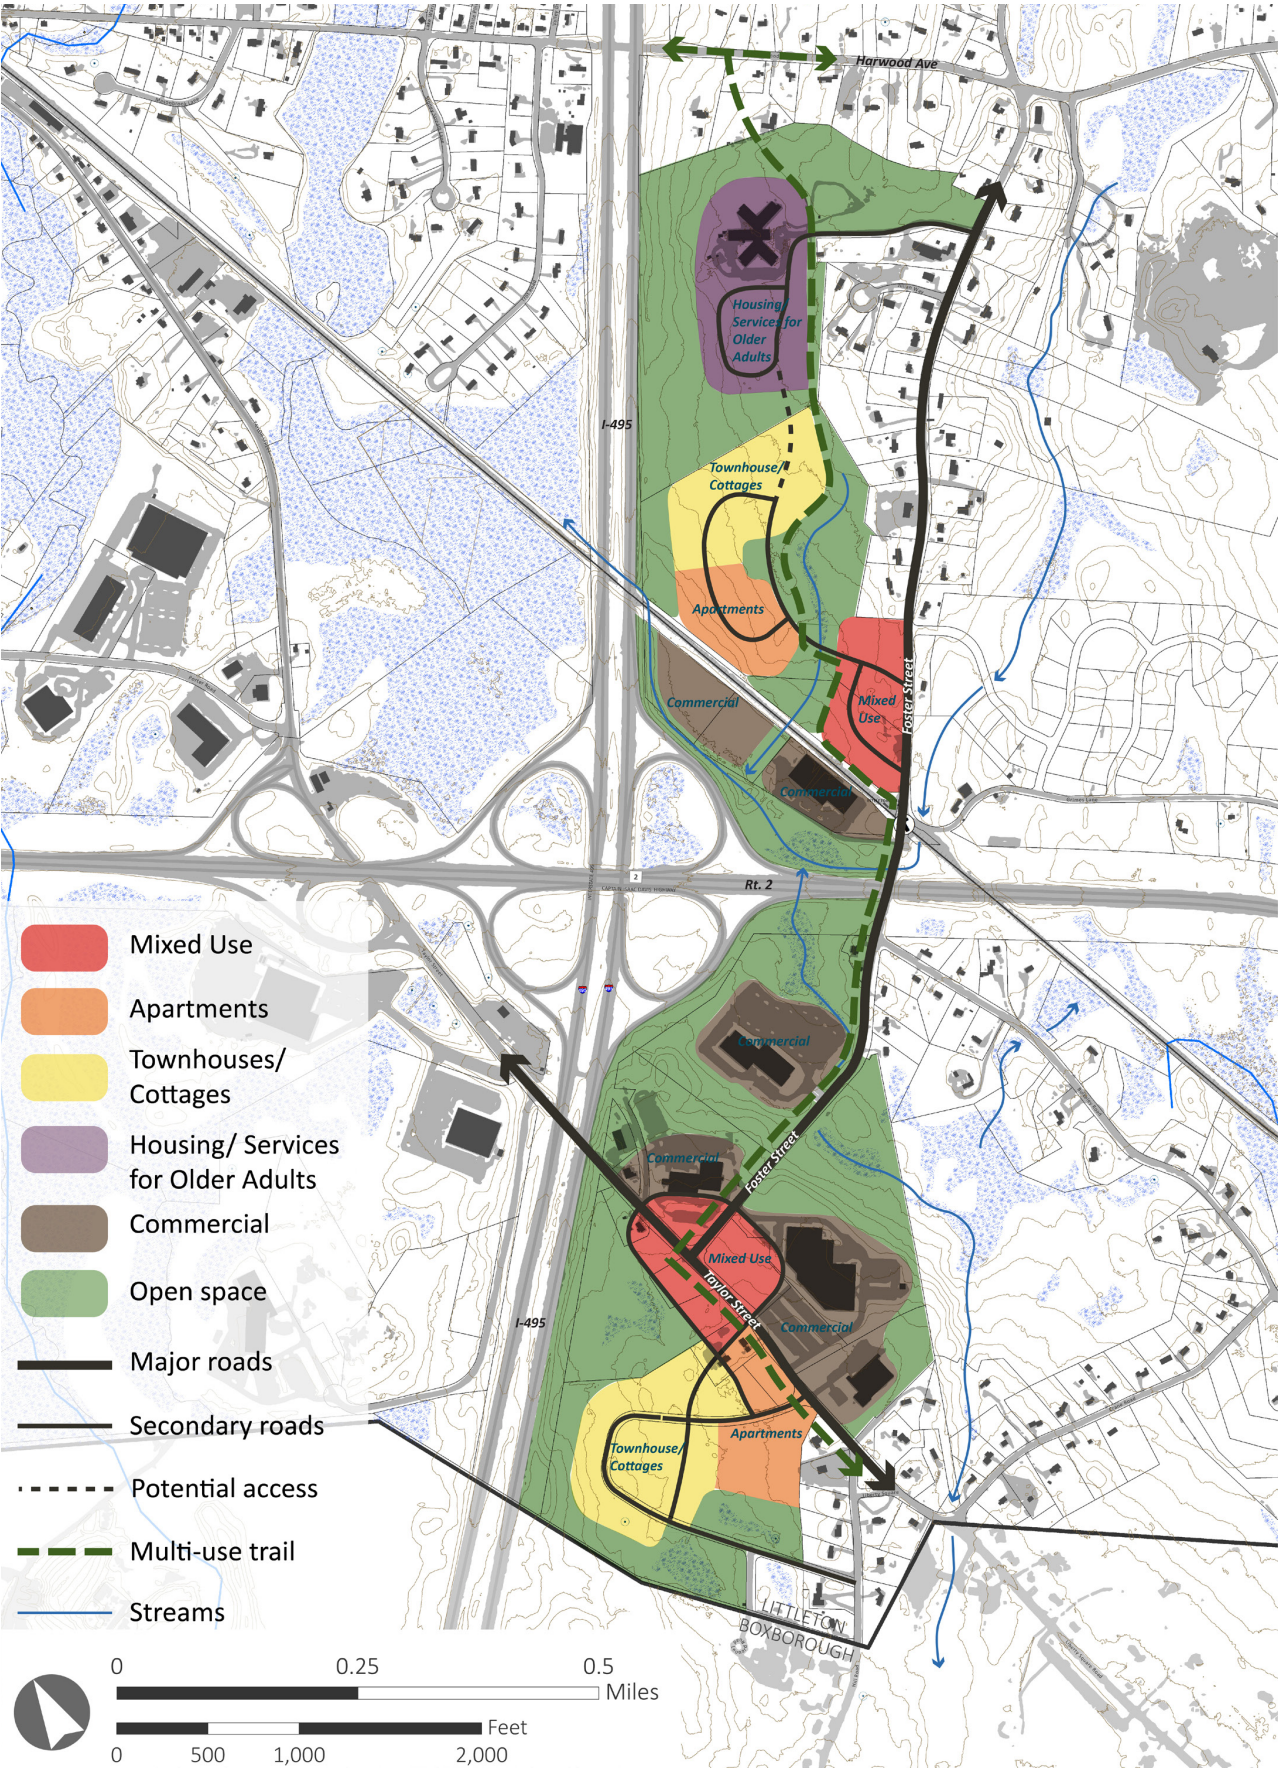 Harwood Ave
Housing/
Services for
Older
Adults
I-495
Townhouse/
Cottages
Apartments
Foster Street
Commercial
Mixed
Use
Commercial
2
Rt. 2
Commercial
Commercial
Foster Street
Mixed Use
Taylor Street
Commercial
I-495
Apartments
Townhouse/
Cottages
LITTLETON
BOXBOROUGH
Mixed Use
Apartments
Townhouses/
Cottages
Housing/ Services
for Older Adults
Commercial
Open space
Major roads
Secondary roads
Potential access
Multi-use trail
Streams
0 0.25 0.5
Miles
Feet
0 500 1,000 2,000